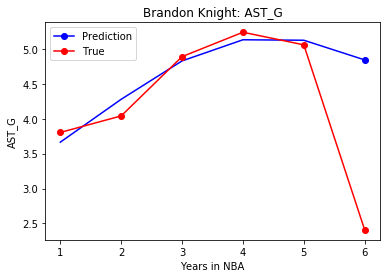 Brandon Knight: AST_G
Prediction
True
AST_G
5.0
4.5
4.0
3.5
3.0
2.5
1 2 3 4 5 6
Years in NBA